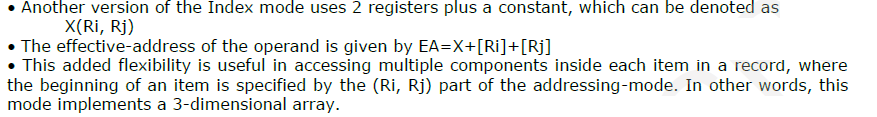 • Another version of the Index mode uses 2 registers plus a constant, which can be denoted as
X(Ri, Rj)
• The effective-address of the operand is given by EA=X+[Ri]+[Rj]
• This added flexibility is useful in accessing multiple components inside each item in a record, where
the beginning of an item is specified by the (Ri, Rj) part of the addressing-mode. In other words, this
mode implements a 3-dimensional array.